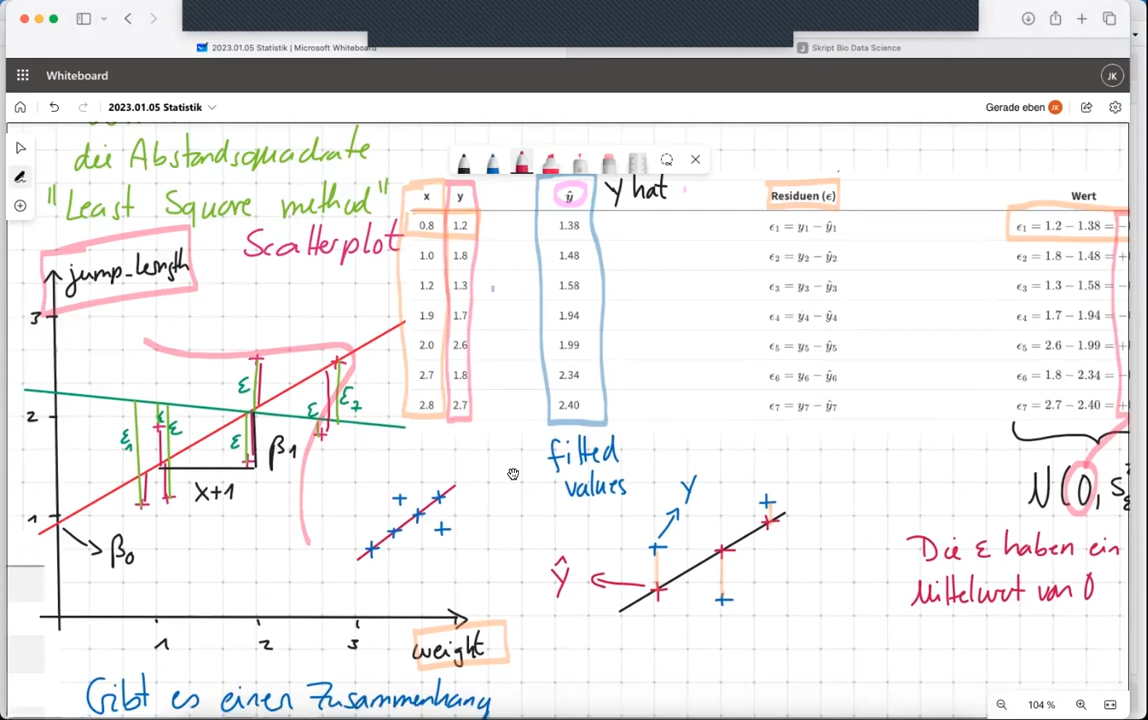 2023.01.05 Statistik | Microsoft Whiteboard
Skript Bio Data Science
Whiteboard
JK
2023.01.05 Statistik
Gerade eben JK
die Abstandsquadrate
"Least Square method"
Scatterplot
jump_length
3
2
1
1 2 3
weight
β0
β1
x+1
ε1 ε ε ε ε ε ε7
x y ŷ Y hat Residuen (ϵ) Wert
0.8 1.2 1.38 ϵ1 = y1 − ŷ1 ϵ1 = 1.2 − 1.38 = −
1.0 1.8 1.48 ϵ2 = y2 − ŷ2 ϵ2 = 1.8 − 1.48 = +
1.2 1.3 1.58 ϵ3 = y3 − ŷ3 ϵ3 = 1.3 − 1.58 = −
1.9 1.7 1.94 ϵ4 = y4 − ŷ4 ϵ4 = 1.7 − 1.94 = −
2.0 2.6 1.99 ϵ5 = y5 − ŷ5 ϵ5 = 2.6 − 1.99 = +
2.7 1.8 2.34 ϵ6 = y6 − ŷ6 ϵ6 = 1.8 − 2.34 = −
2.8 2.7 2.40 ϵ7 = y7 − ŷ7 ϵ7 = 2.7 − 2.40 = +
fitted
values
Y
Ŷ
N(0, s²ε
Die ε haben ein
Mittelwert von 0
Gibt es einen Zusammenhang
104 %